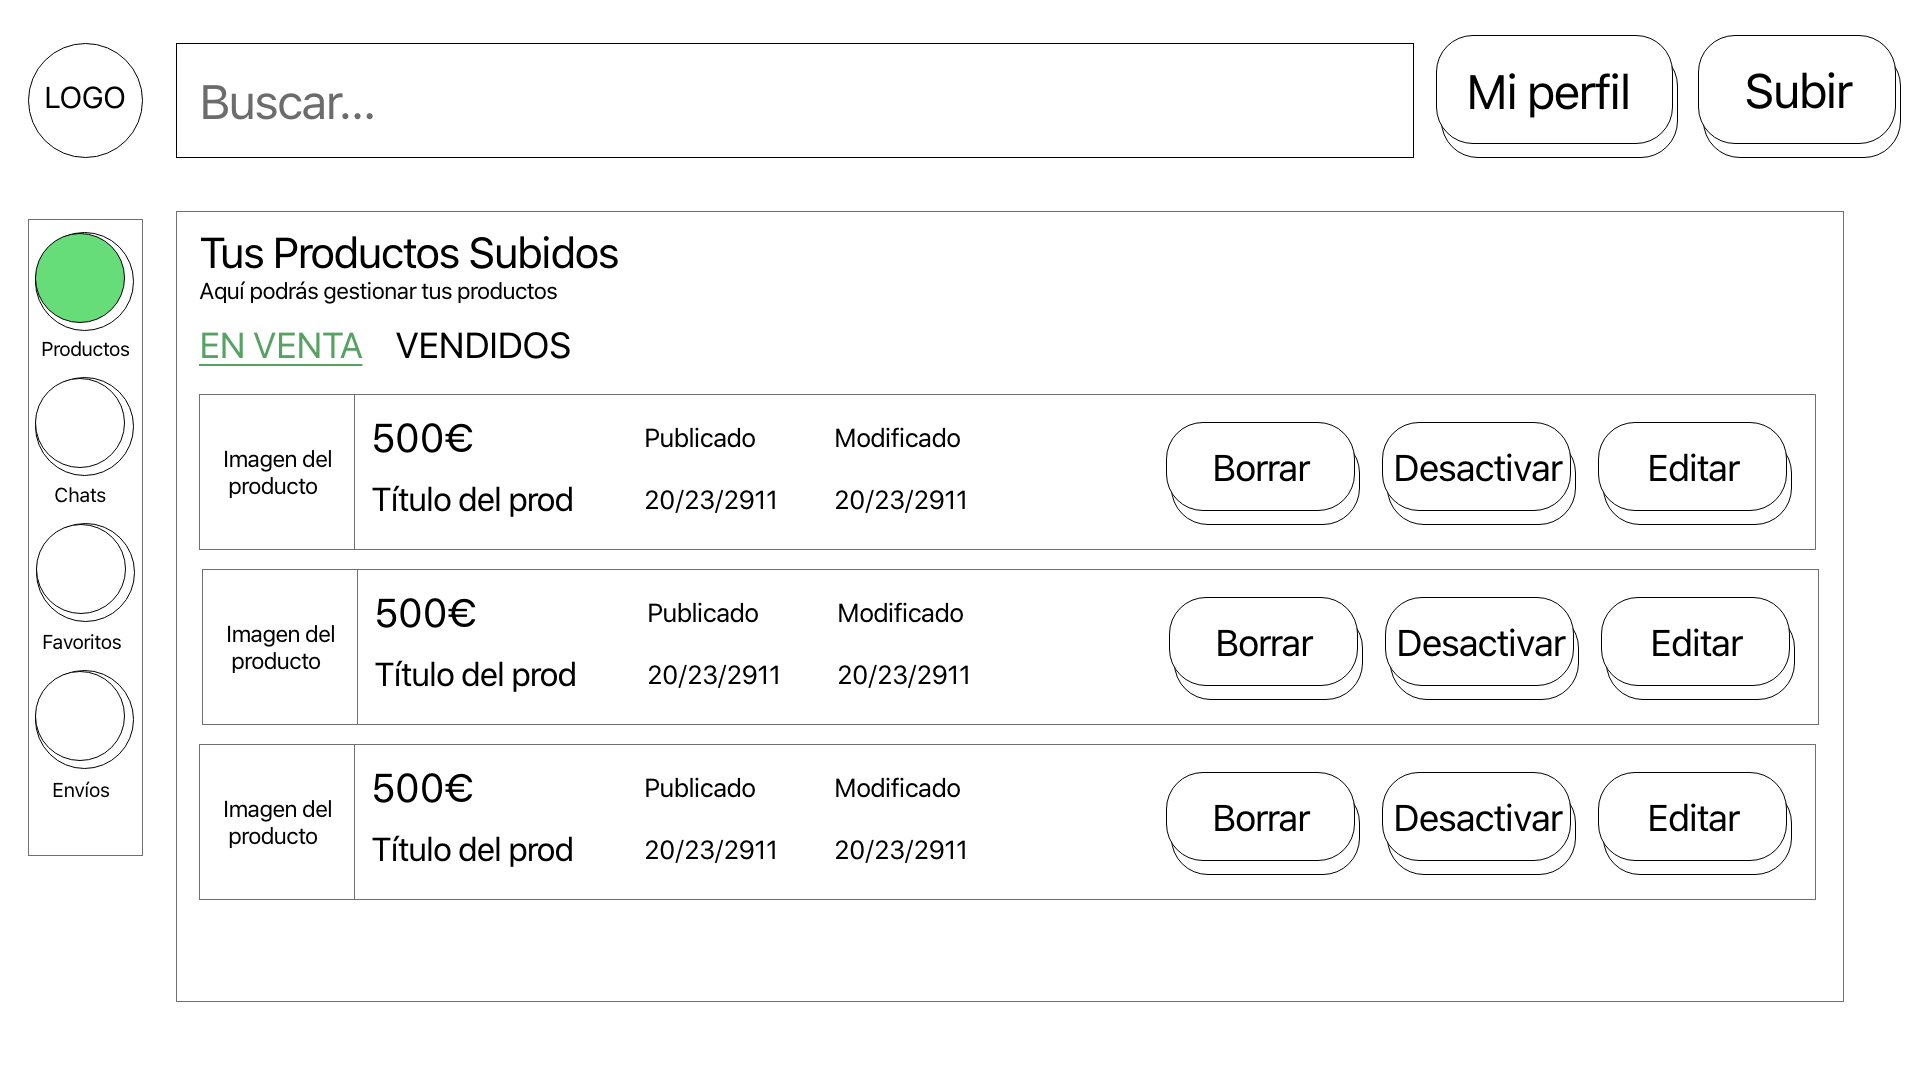 LOGO
Buscar...
Mi perfil
Subir
Productos
Chats
Favoritos
Envíos
Tus Productos Subidos
Aquí podrás gestionar tus productos
EN VENTA VENDIDOS
Imagen del
producto
500€
Título del prod
Publicado
20/23/2911
Modificado
20/23/2911
Borrar
Desactivar
Editar
Imagen del
producto
500€
Título del prod
Publicado
20/23/2911
Modificado
20/23/2911
Borrar
Desactivar
Editar
Imagen del
producto
500€
Título del prod
Publicado
20/23/2911
Modificado
20/23/2911
Borrar
Desactivar
Editar